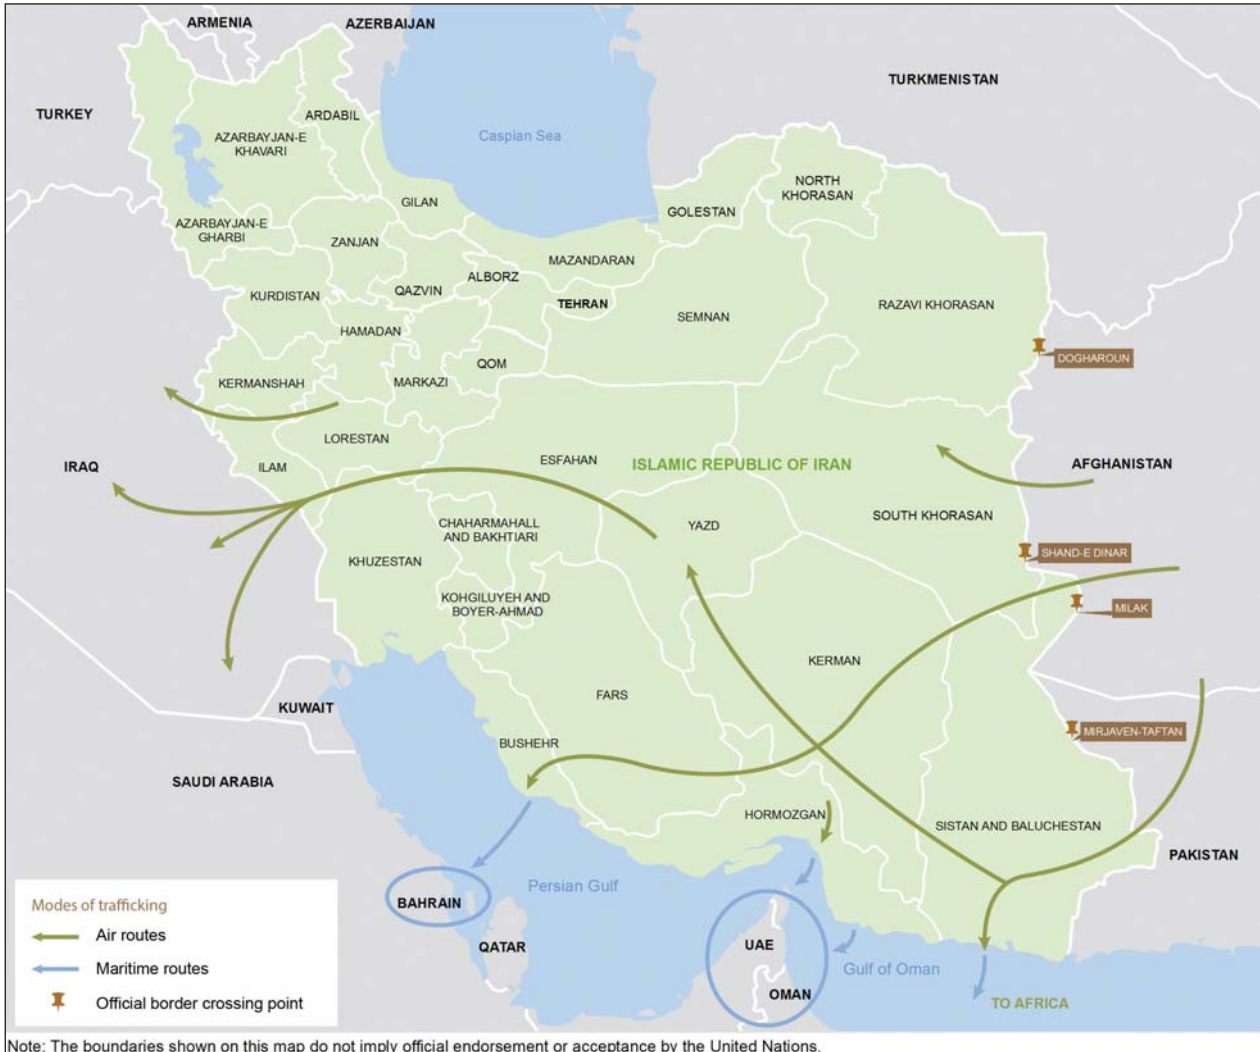 ARMENIA
AZERBAIJAN
TURKMENISTAN
TURKEY
ARDABIL
AZARBAYJAN-E
KHAVARI
Caspian Sea
NORTH
KHORASAN
GILAN
GOLESTAN
AZARBAYJAN-E
GHARBI
ZANJAN
MAZANDARAN
ALBORZ
QAZVIN
KURDISTAN
TEHRAN
RAZAVI KHORASAN
SEMNAN
HAMADAN
DOGHAROUN
QOM
KERMANSHAH
MARKAZI
LORESTAN
IRAQ
ILAM
ESFAHAN
ISLAMIC REPUBLIC OF IRAN
AFGHANISTAN
SOUTH KHORASAN
CHAHARMAHALL
AND BAKHTIARI
YAZD
SHAND-E DINAR
KHUZESTAN
KOHGILUYEH AND
BOYER-AHMAD
MILAK
KERMAN
FARS
KUWAIT
MIRJAVEN-TAFTAN
BUSHEHR
SAUDI ARABIA
HORMOZGAN
SISTAN AND BALUCHESTAN
PAKISTAN
Persian Gulf
BAHRAIN
QATAR
UAE
Gulf of Oman
OMAN
TO AFRICA
Modes of trafficking
Air routes
Maritime routes
Official border crossing point
Note: The boundaries shown on this map do not imply official endorsement or acceptance by the United Nations.